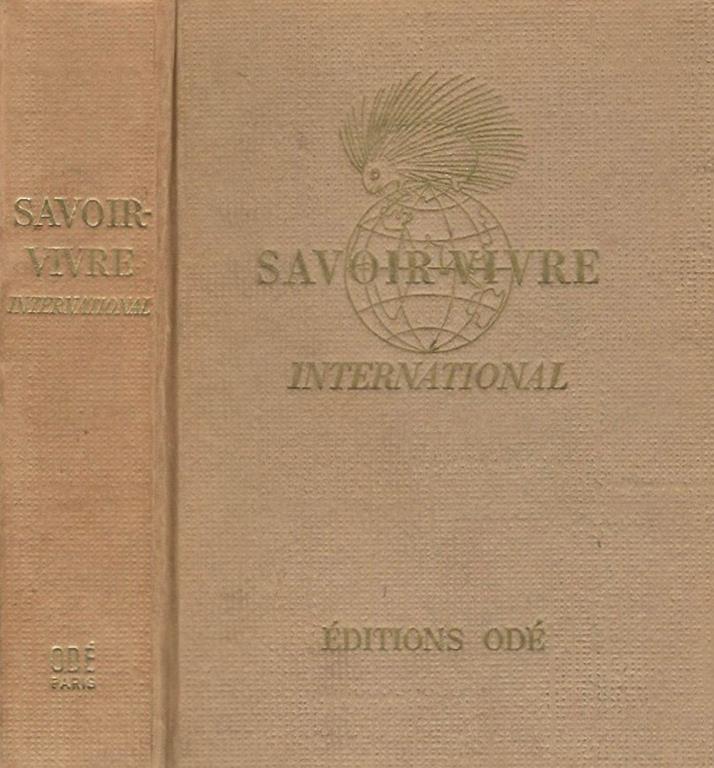 SAVOIR-
VIVRE
INTERNATIONAL
ODÉ
PARIS
SAVOIR-VIVRE
INTERNATIONAL
ÉDITIONS ODÉ